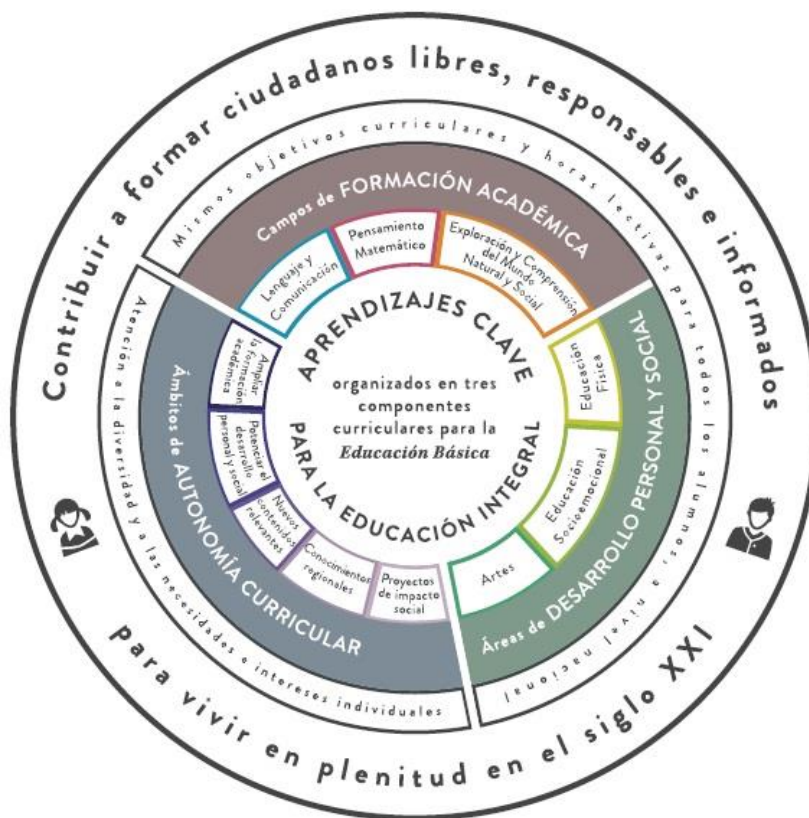 Contribuir a formar ciudadanos libres, responsables e informados
para vivir en plenitud en el siglo XXI
Mismos objetivos curriculares y horas lectivas para todos los alumnos, a nivel nacional
Atención a la diversidad y a las necesidades e intereses individuales
Campos de FORMACIÓN ACADÉMICA
Lenguaje y
Comunicación
Pensamiento
Matemático
Exploración y Comprensión
del Mundo
Natural y Social
Áreas de DESARROLLO PERSONAL Y SOCIAL
Educación
Física
Educación
Socioemocional
Artes
Ámbitos de AUTONOMÍA CURRICULAR
Ampliar
la formación
académica
Potenciar el
desarrollo
personal y social
Nuevos
contenidos
relevantes
Conocimientos
regionales
Proyectos
de impacto
social
APRENDIZAJES CLAVE
organizados en tres
componentes
curriculares para la
Educación Básica
PARA LA EDUCACIÓN INTEGRAL